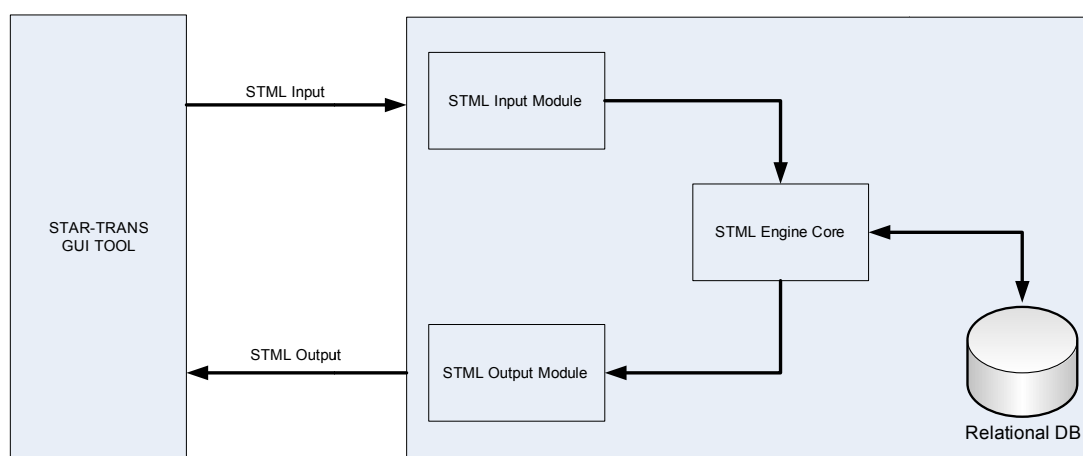 STML Input
STML Input Module
STAR-TRANS
GUI TOOL
STML Engine Core
STML Output
STML Output Module
Relational DB